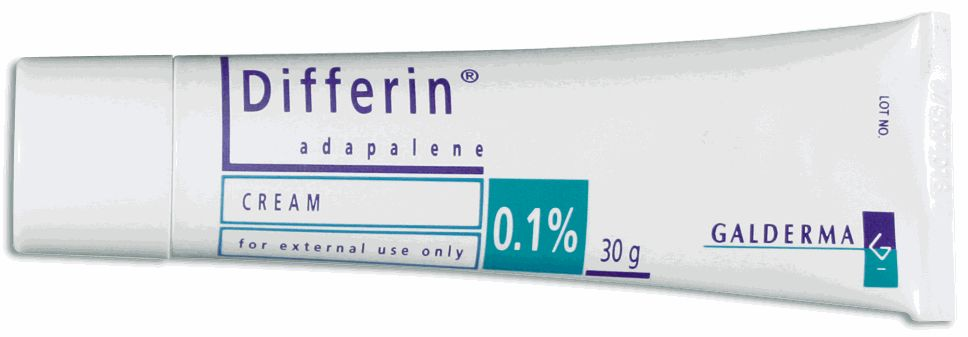 Differin®
adapalene
CREAM
for external use only
0.1%
30 g
GALDERMA
LOT NO.